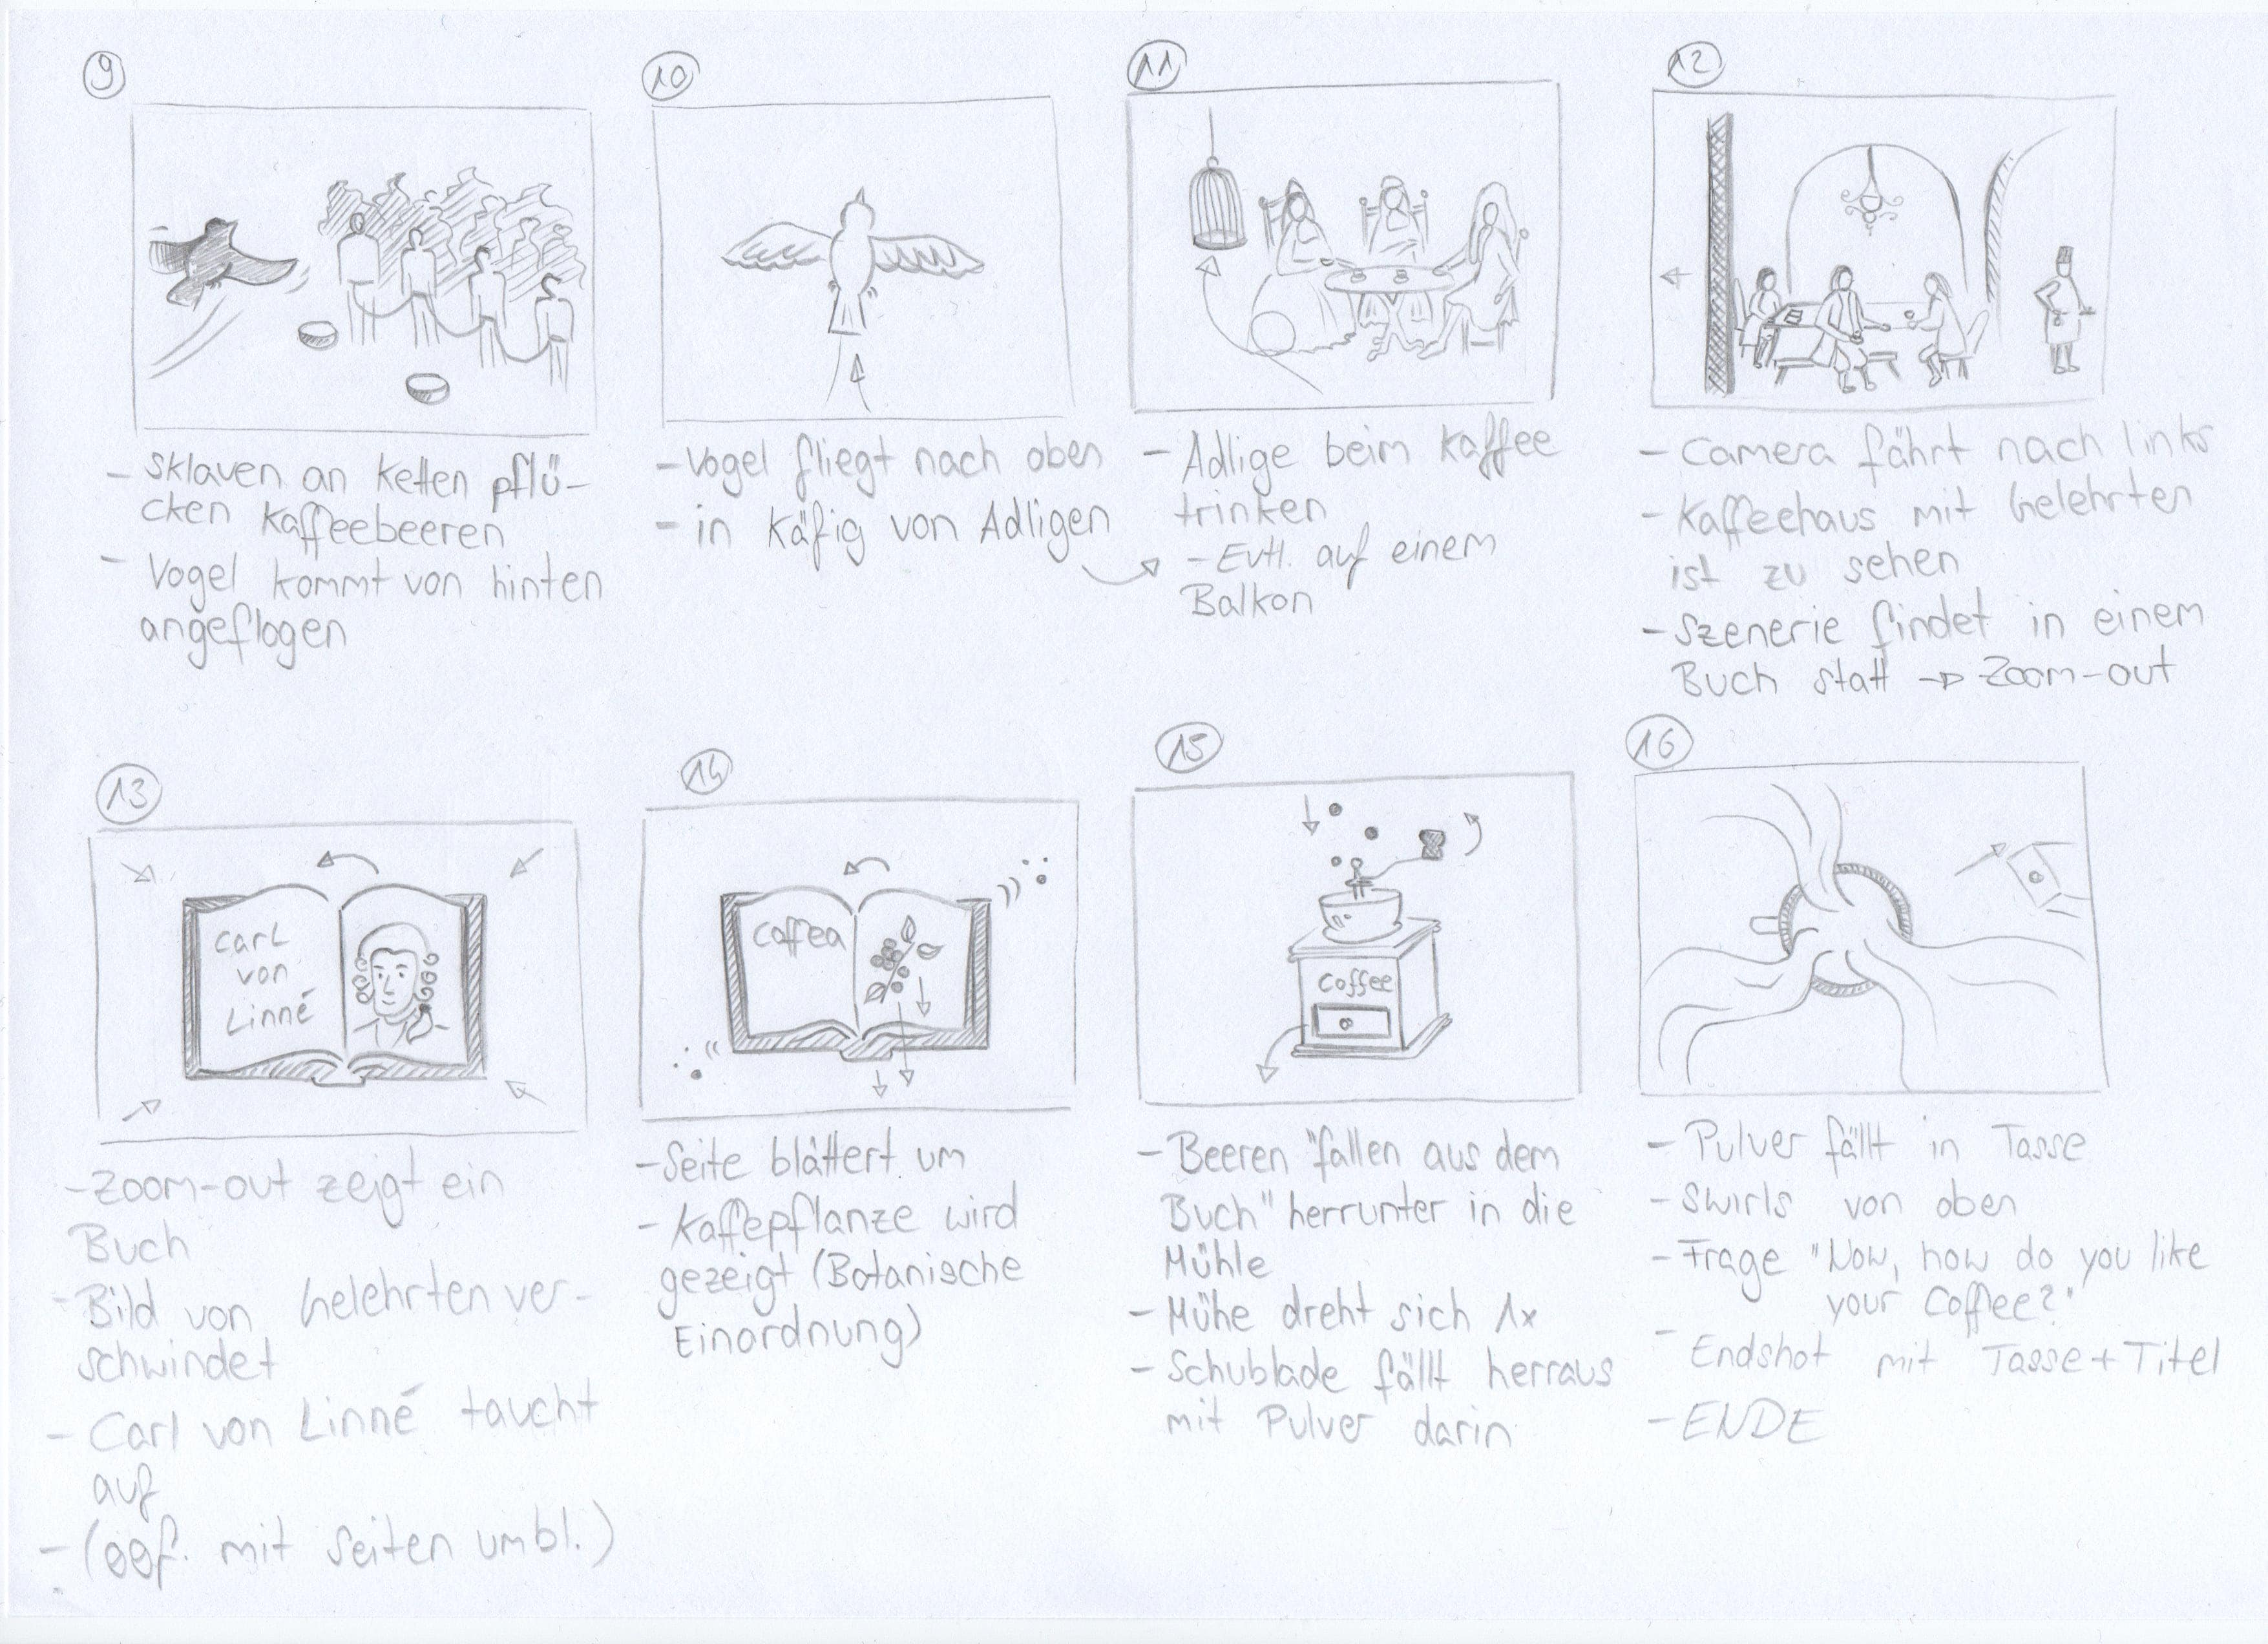 9
- Sklaven an Ketten pflü-
cken Kaffeebeeren
- Vogel kommt von hinten
angeflogen
10
- Vogel fliegt nach oben
- in Käfig von Adligen
11
- Adlige beim Kaffee
trinken
- Evtl. auf einem
Balkon
12
- Camera fährt nach links
- Kaffeehaus mit Gelehrten
ist zu sehen
- Szenerie findet in einem
Buch statt → Zoom-out
13
Carl
von
Linné
- Zoom-out zeigt ein
Buch
- Bild von Gelehrten ver-
schwindet
- Carl von Linné taucht
auf
- (ggf. mit Seiten umbl.)
14
Coffea
- Seite blättert um
- Kaffepflanze wird
gezeigt (Botanische
Einordnung)
15
Coffee
- Beeren "fallen aus dem
Buch" herrunter in die
Mühle
- Mühe dreht sich 1x
- Schublade fällt herraus
mit Pulver darin
16
- Pulver fällt in Tasse
- Swirls von oben
- Frage "Now, how do you like
your Coffee?"
- Endshot mit Tasse + Titel
- ENDE